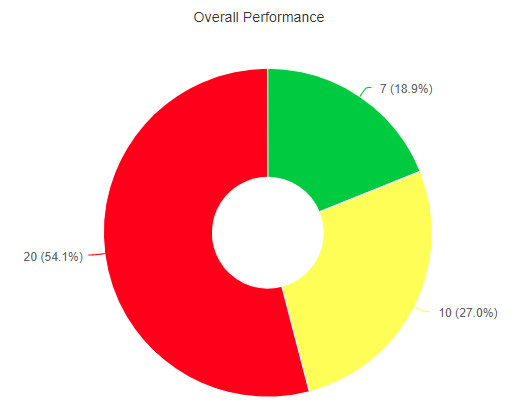 Overall Performance
7 (18.9%)
20 (54.1%)
10 (27.0%)